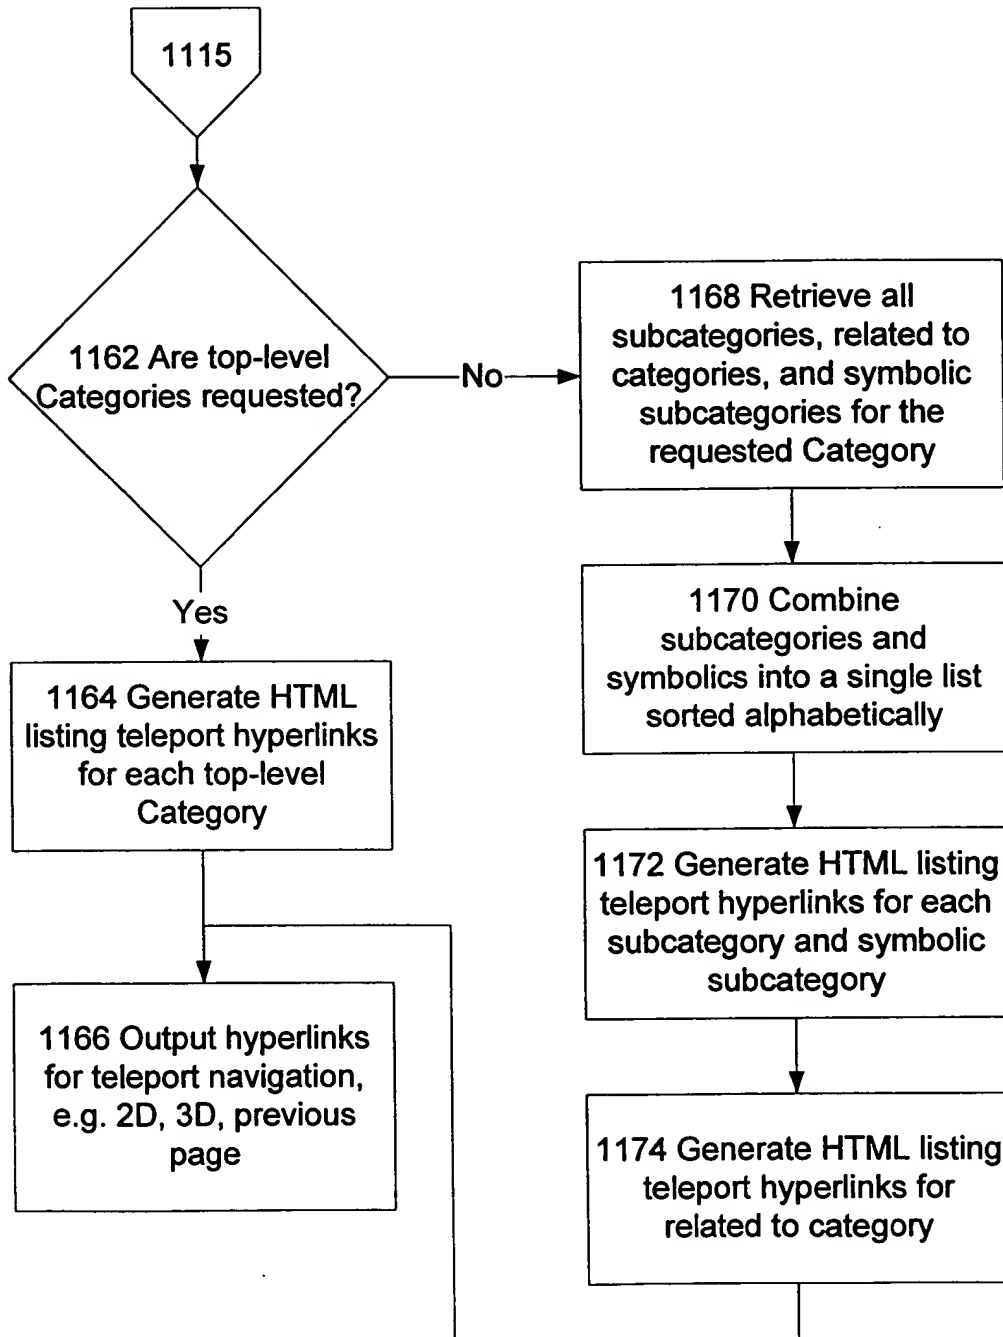 1115
1162 Are top-level
Categories requested?
No
Yes
1164 Generate HTML
listing teleport hyperlinks
for each top-level
Category
1166 Output hyperlinks
for teleport navigation,
e.g. 2D, 3D, previous
page
1168 Retrieve all
subcategories, related to
categories, and symbolic
subcategories for the
requested Category
1170 Combine
subcategories and
symbolics into a single list
sorted alphabetically
1172 Generate HTML listing
teleport hyperlinks for each
subcategory and symbolic
subcategory
1174 Generate HTML listing
teleport hyperlinks for
related to category